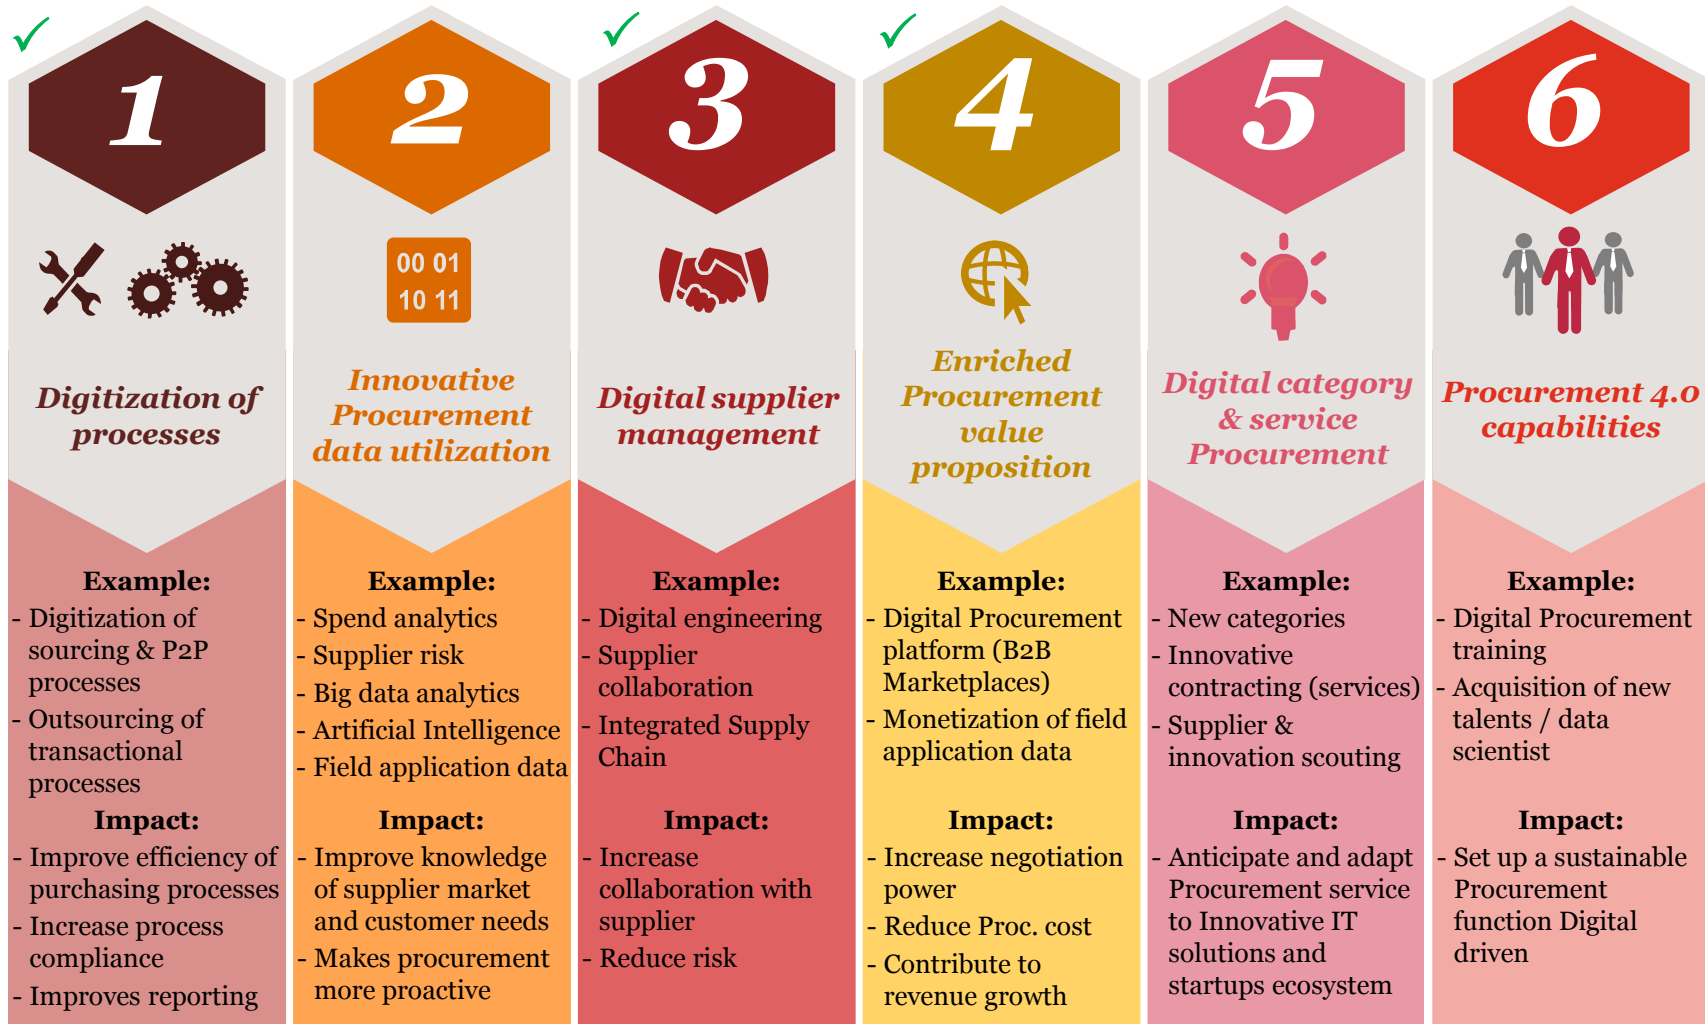 1
Digitization of
processes
Example:
- Digitization of
sourcing & P2P
processes
- Outsourcing of
transactional
processes
Impact:
- Improve efficiency of
purchasing processes
- Increase process
compliance
- Improves reporting
2
00 01
10 11
Innovative
Procurement
data utilization
Example:
- Spend analytics
- Supplier risk
- Big data analytics
- Artificial Intelligence
- Field application data
Impact:
- Improve knowledge
of supplier market
and customer needs
- Makes procurement
more proactive
3
Digital supplier
management
Example:
- Digital engineering
- Supplier
collaboration
- Integrated Supply
Chain
Impact:
- Increase
collaboration with
supplier
- Reduce risk
4
Enriched
Procurement
value
proposition
Example:
- Digital Procurement
platform (B2B
Marketplaces)
- Monetization of field
application data
Impact:
- Increase negotiation
power
- Reduce Proc. cost
- Contribute to
revenue growth
5
Digital category
& service
Procurement
Example:
- New categories
- Innovative
contracting (services)
- Supplier &
innovation scouting
Impact:
- Anticipate and adapt
Procurement service
to Innovative IT
solutions and
startups ecosystem
6
Procurement 4.0
capabilities
Example:
- Digital Procurement
training
- Acquisition of new
talents / data
scientist
Impact:
- Set up a sustainable
Procurement
function Digital
driven